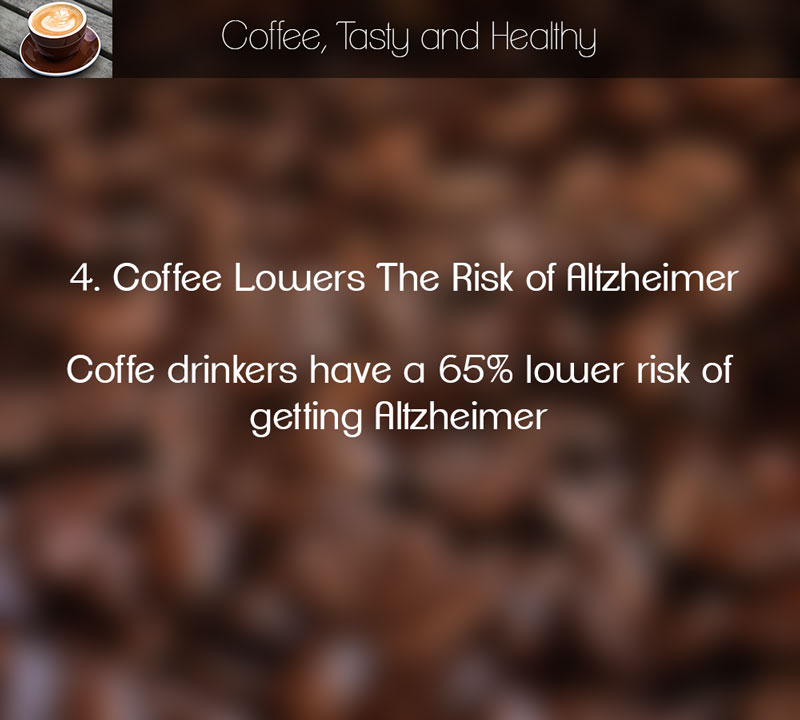 Coffee, Tasty and Healthy
4. Coffee Lowers The Risk of Altzheimer
Coffe drinkers have a 65% lower risk of
getting Altzheimer